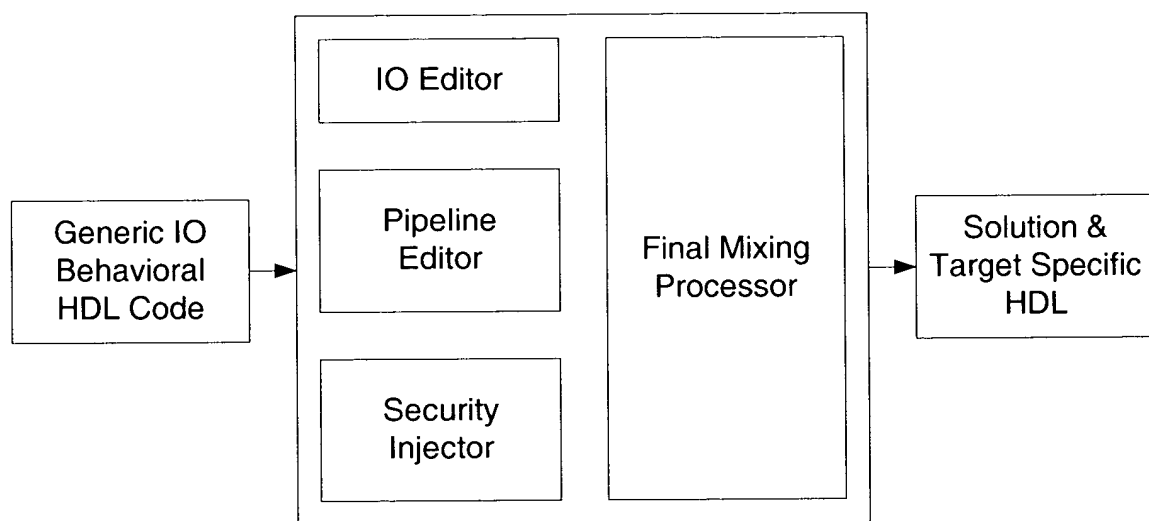 Generic IO
Behavioral
HDL Code
IO Editor
Pipeline
Editor
Security
Injector
Final Mixing
Processor
Solution &
Target Specific
HDL